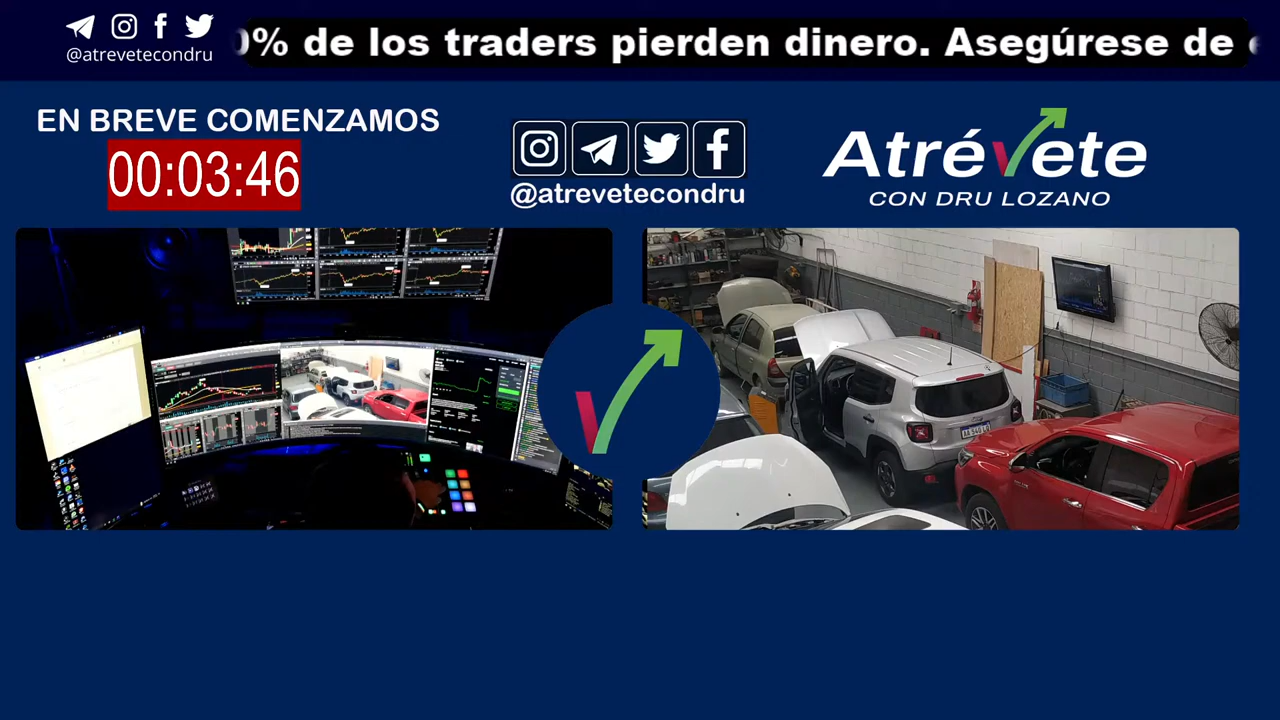 @atrevetecondru
0% de los traders pierden dinero. Asegúrese de
EN BREVE COMENZAMOS
00:03:46
@atrevetecondru
Atrévete
CON DRU LOZANO